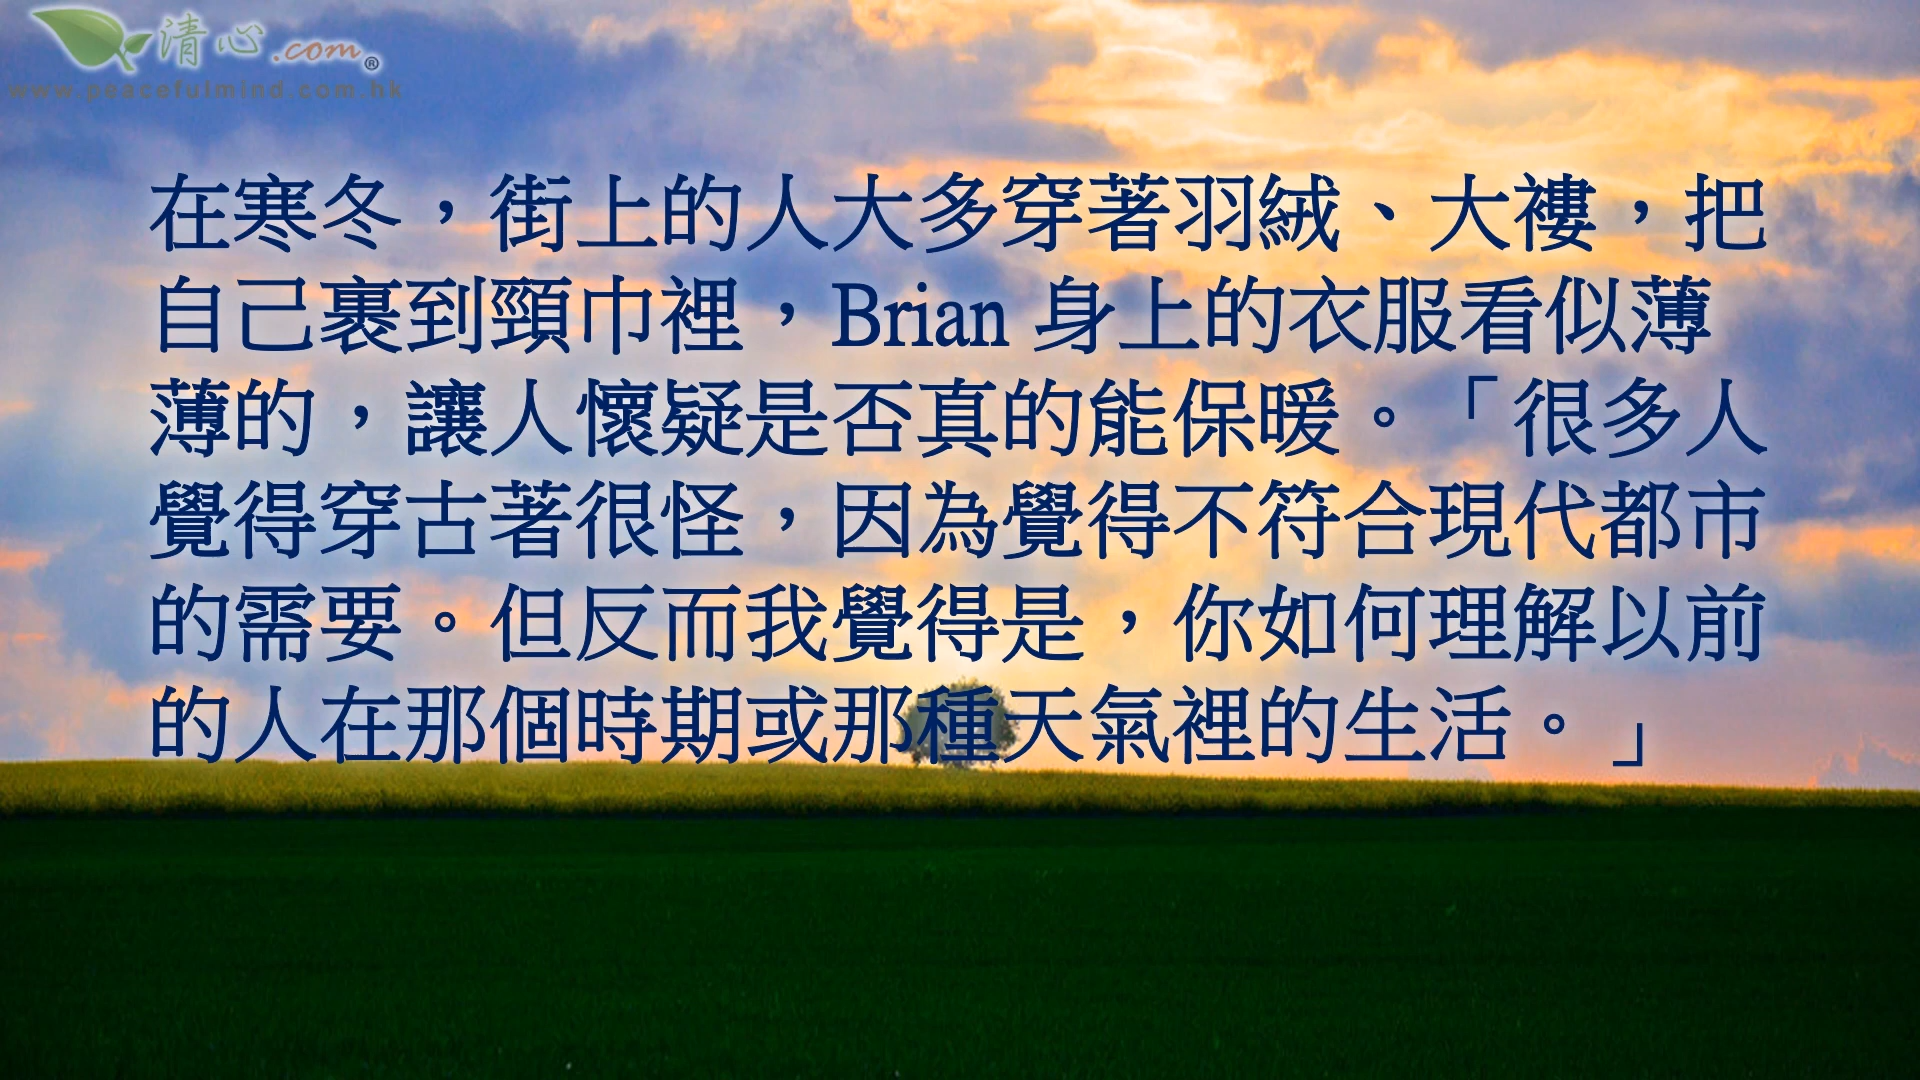 清心.com®
www.peacefulmind.com.hk
在寒冬，街上的人大多穿著羽絨、大褸，把
自己裹到頸巾裡，Brian 身上的衣服看似薄
薄的，讓人懷疑是否真的能保暖。「很多人
覺得穿古著很怪，因為覺得不符合現代都市
的需要。但反而我覺得是，你如何理解以前
的人在那個時期或那種天氣裡的生活。」